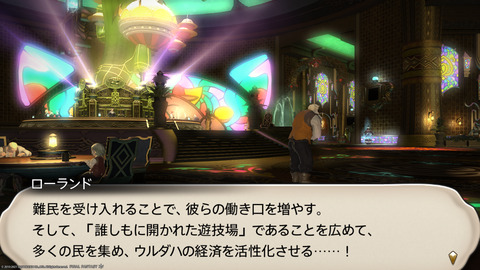 ローランド
難民を受け入れることで、彼らの働き口を増やす。
そして、「誰しもに開かれた遊技場」であることを広めて、
多くの民を集め、ウルダハの経済を活性化させる……！